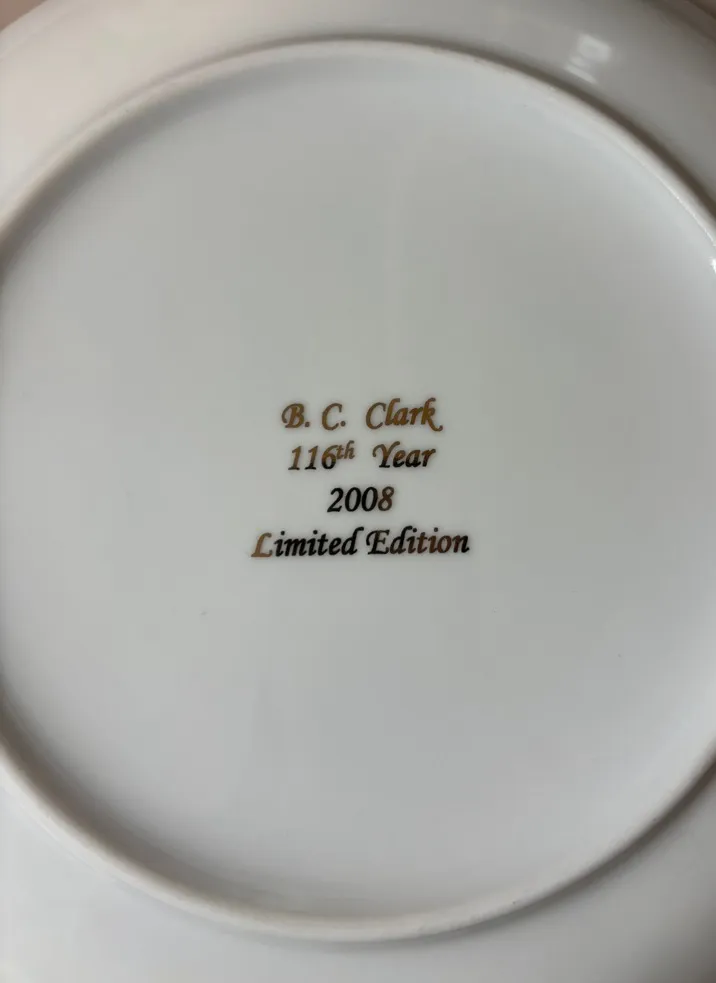 B. C. Clark
116th Year
2008
Limited Edition